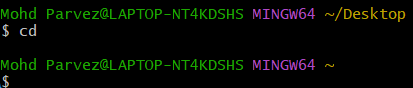 Mohd Parvez@LAPTOP-NT4KDSHS MINGW64 ~/Desktop
$ cd
Mohd Parvez@LAPTOP-NT4KDSHS MINGW64 ~
$